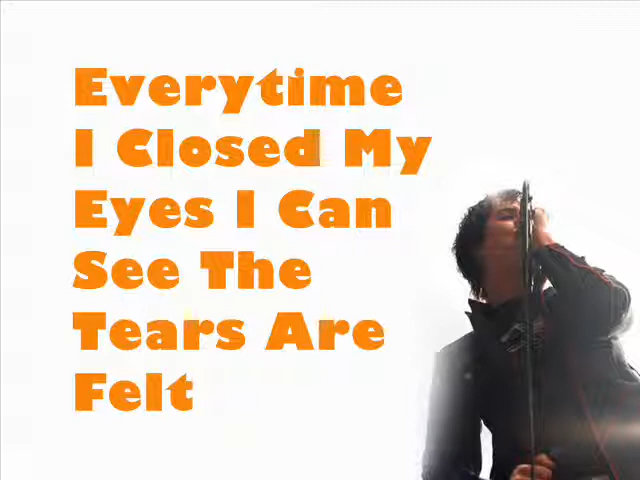 Everytime
I Closed My
Eyes I Can
See The
Tears Are
Felt